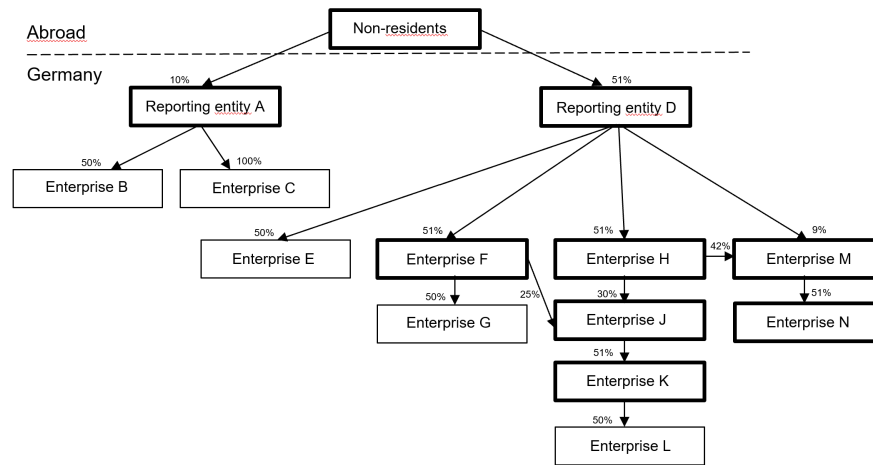 Non-residents
Abroad
Germany
10%
51%
Reporting entity A
Reporting entity D
50%
100%
Enterprise B
Enterprise C
50%
51%
51%
9%
42%
Enterprise E
Enterprise F
Enterprise H
Enterprise M
50%
25%
30%
51%
Enterprise G
Enterprise J
Enterprise N
51%
Enterprise K
50%
Enterprise L